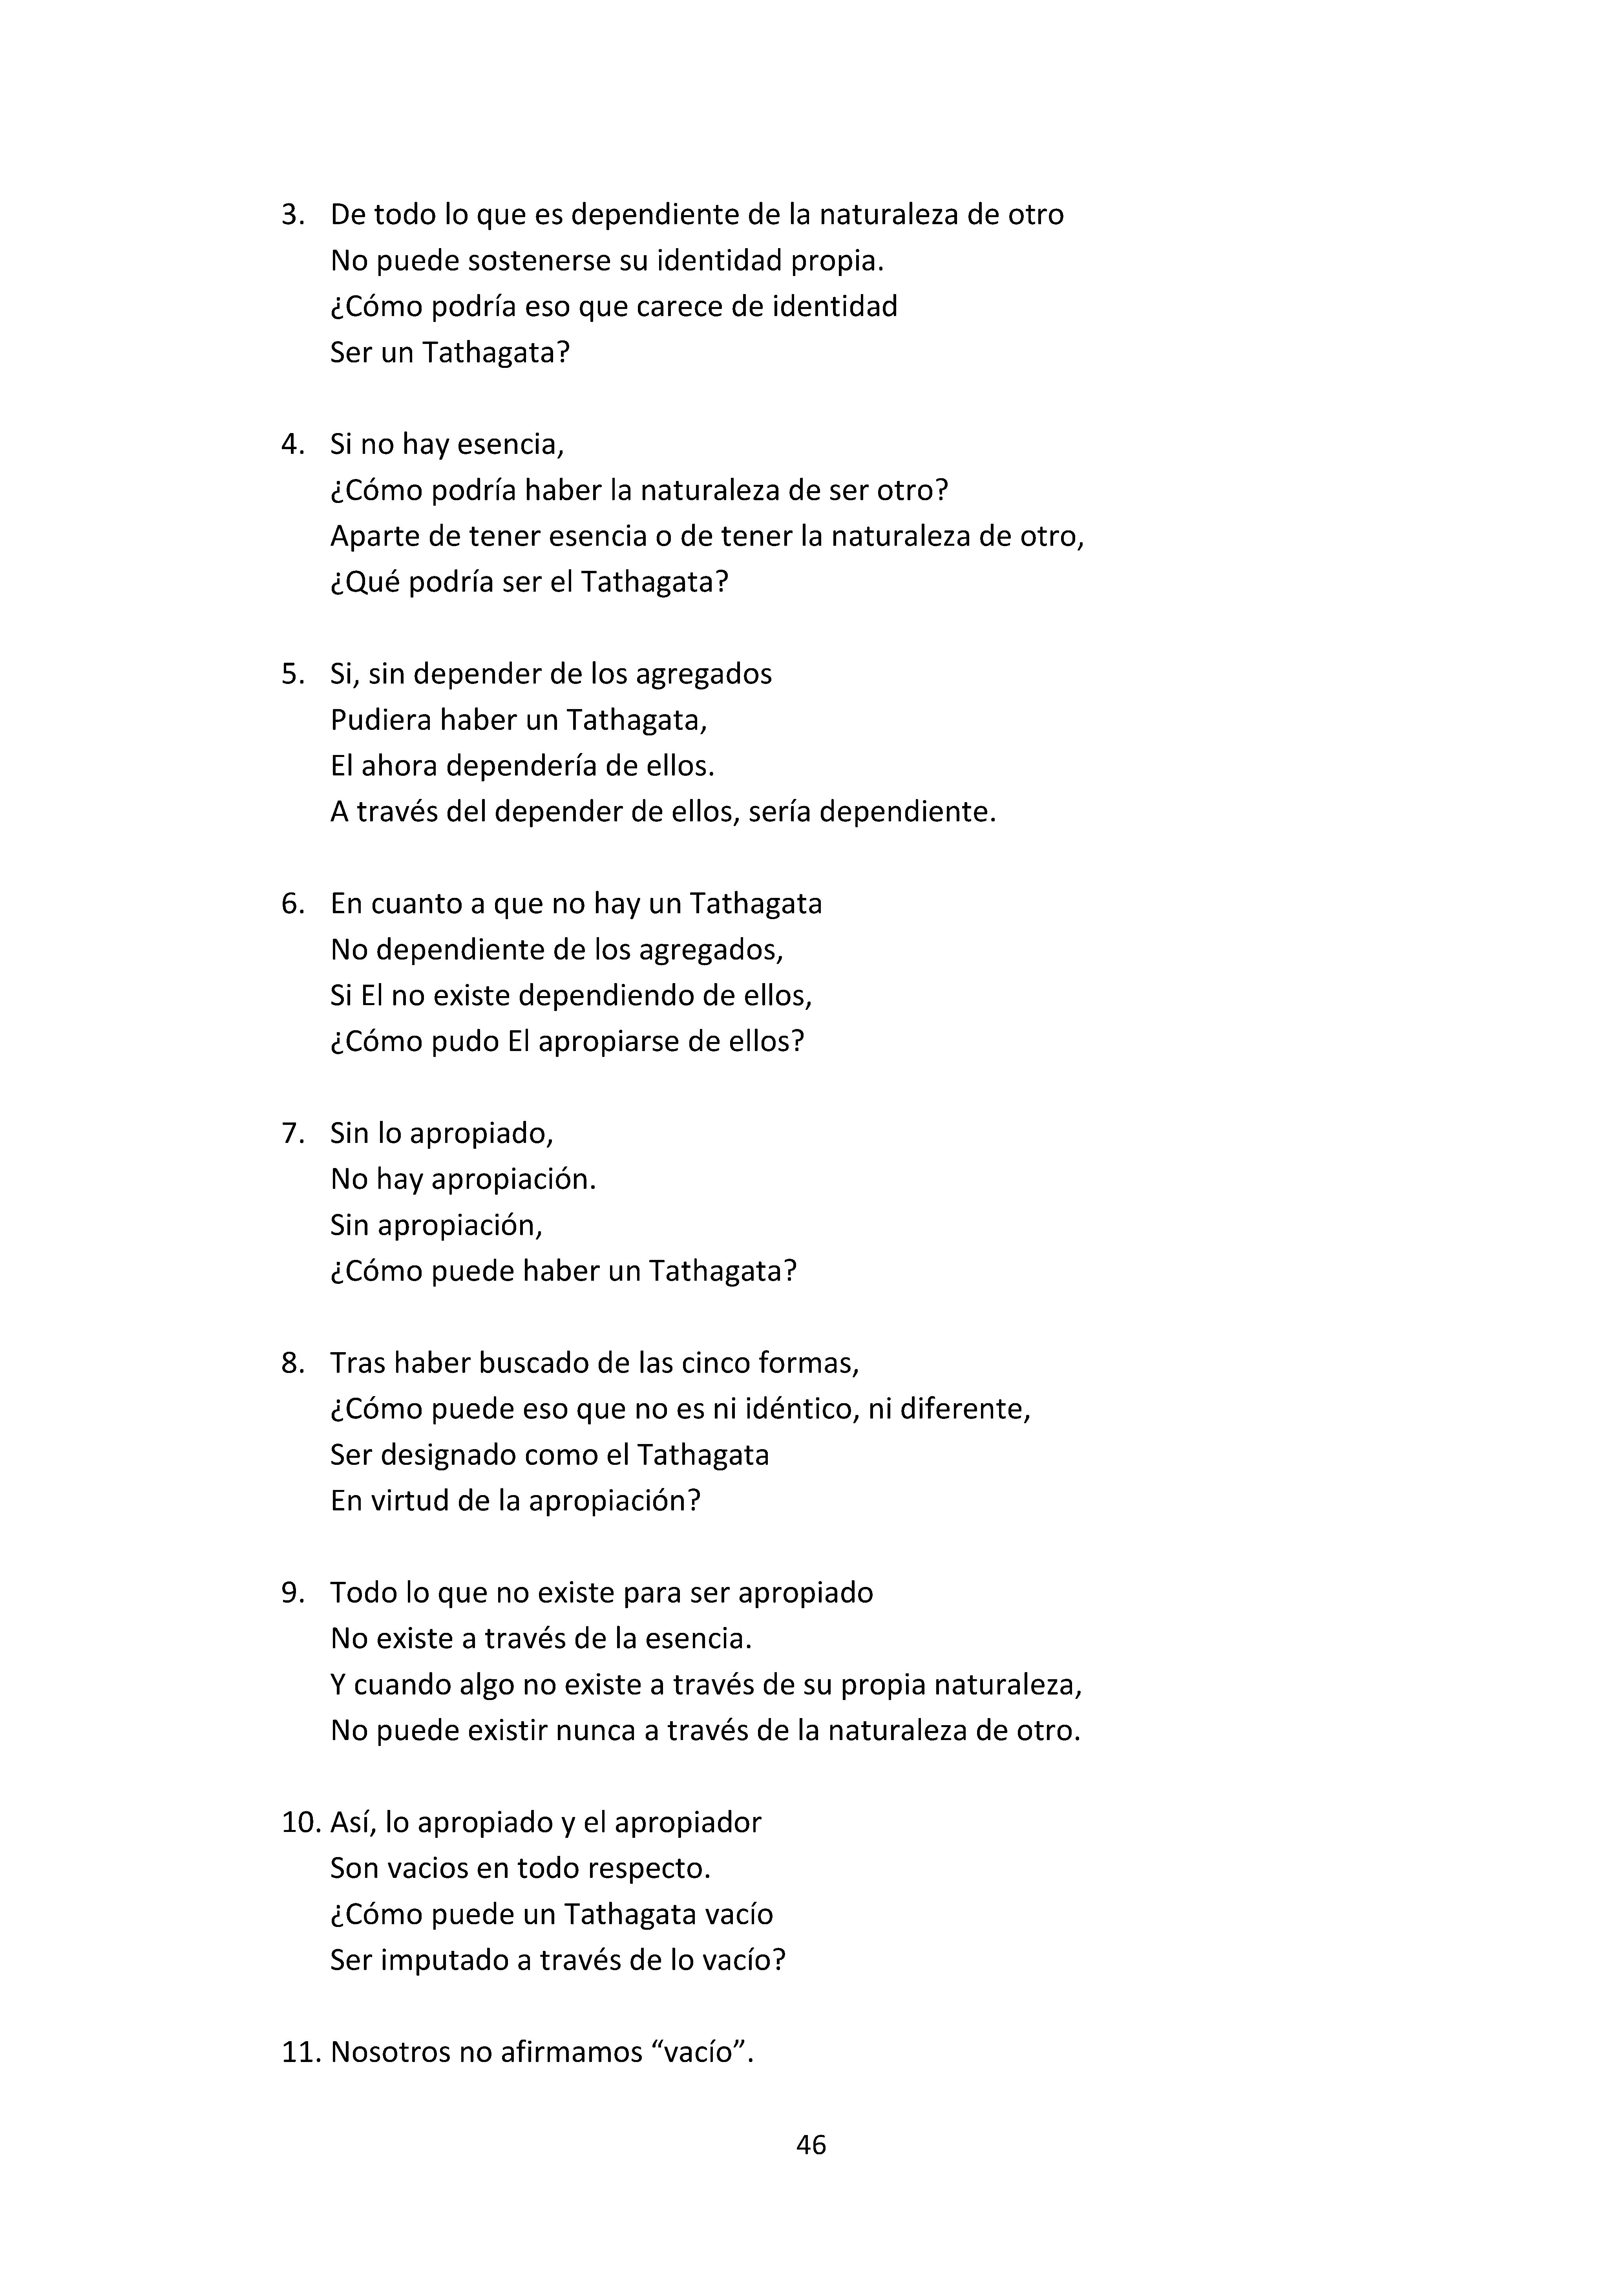 3. De todo lo que es dependiente de la naturaleza de otro
No puede sostenerse su identidad propia.
¿Cómo podría eso que carece de identidad
Ser un Tathagata?
4. Si no hay esencia,
¿Cómo podría haber la naturaleza de ser otro?
Aparte de tener esencia o de tener la naturaleza de otro,
¿Qué podría ser el Tathagata?
5. Si, sin depender de los agregados
Pudiera haber un Tathagata,
El ahora dependería de ellos.
A través del depender de ellos, sería dependiente.
6. En cuanto a que no hay un Tathagata
No dependiente de los agregados,
Si El no existe dependiendo de ellos,
¿Cómo pudo El apropiarse de ellos?
7. Sin lo apropiado,
No hay apropiación.
Sin apropiación,
¿Cómo puede haber un Tathagata?
8. Tras haber buscado de las cinco formas,
¿Cómo puede eso que no es ni idéntico, ni diferente,
Ser designado como el Tathagata
En virtud de la apropiación?
9. Todo lo que no existe para ser apropiado
No existe a través de la esencia.
Y cuando algo no existe a través de su propia naturaleza,
No puede existir nunca a través de la naturaleza de otro.
10. Así, lo apropiado y el apropiador
Son vacios en todo respecto.
¿Cómo puede un Tathagata vacío
Ser imputado a través de lo vacío?
11. Nosotros no afirmamos “vacío”.
46